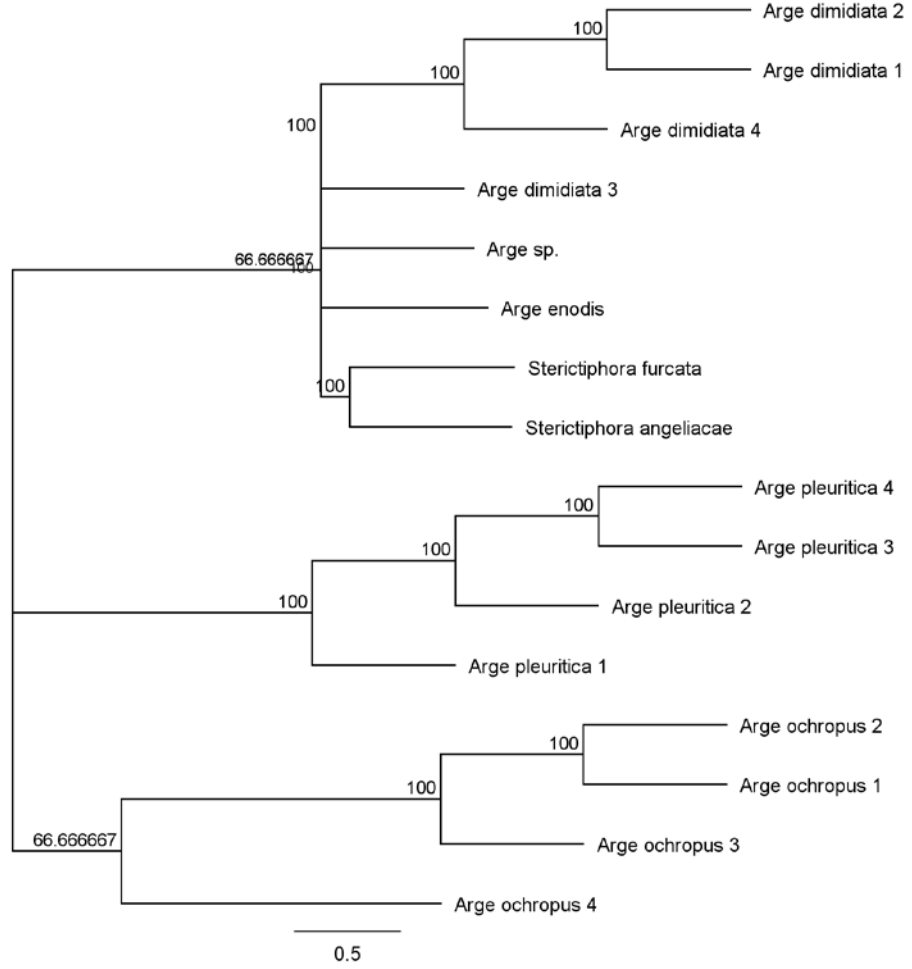 Arge dimidiata 2
100
Arge dimidiata 1
100
100
Arge dimidiata 4
Arge dimidiata 3
Arge sp.
66.666667
100
Arge enodis
Sterictiphora furcata
100
Sterictiphora angeliacae
Arge pleuritica 4
100
Arge pleuritica 3
100
100
Arge pleuritica 2
Arge pleuritica 1
Arge ochropus 2
100
Arge ochropus 1
100
66.666667
Arge ochropus 3
Arge ochropus 4
0.5